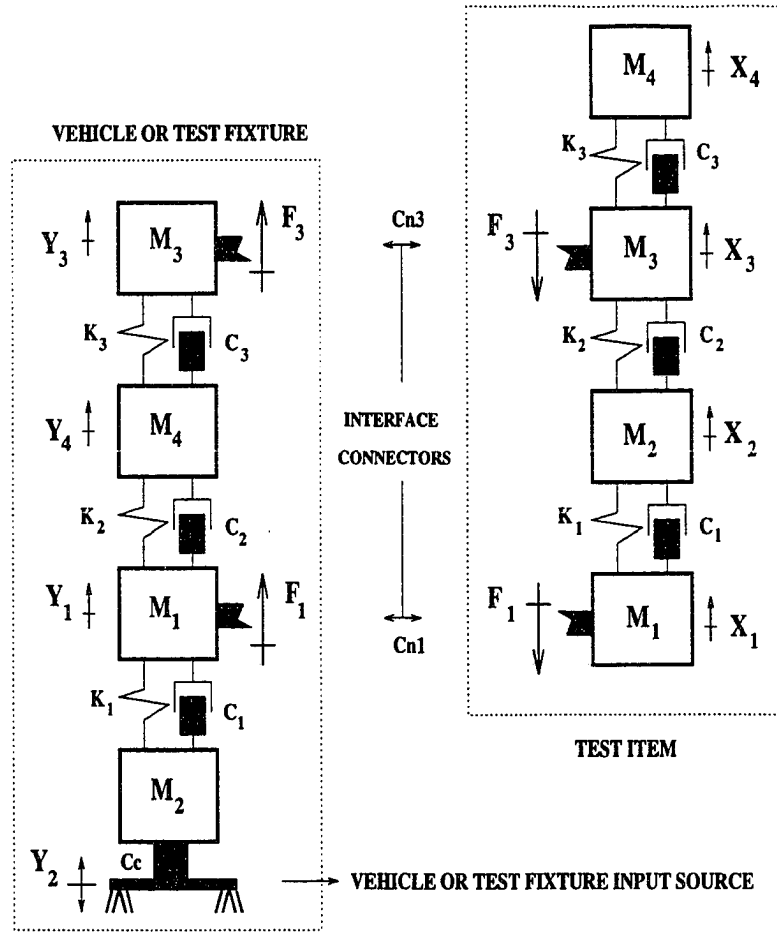 VEHICLE OR TEST FIXTURE
Y3
M3
F3
K3
C3
Y4
M4
K2
C2
Y1
M1
F1
K1
C1
M2
Y2
Cc
Cn3
INTERFACE
CONNECTORS
Cn1
M4
X4
K3
C3
F3
M3
X3
K2
C2
M2
X2
K1
C1
F1
M1
X1
TEST ITEM
VEHICLE OR TEST FIXTURE INPUT SOURCE